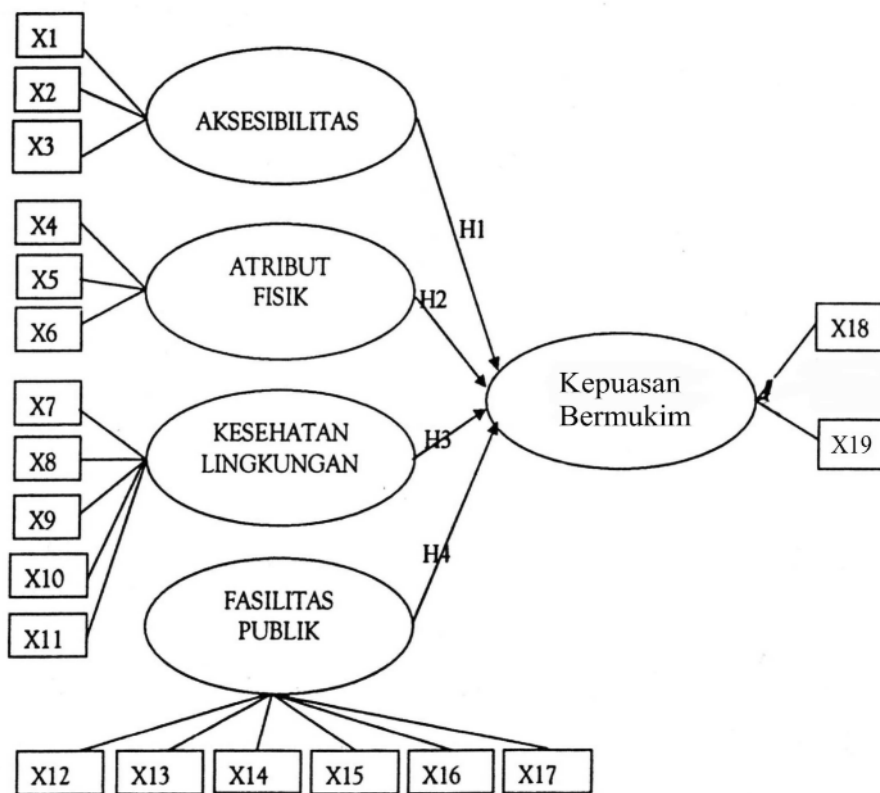 X1
X2
X3
AKSESIBILITAS
H1
X4
X5
X6
ATRIBUT
FISIK
H2
X7
X8
X9
X10
X11
KESEHATAN
LINGKUNGAN
H3
FASILITAS
PUBLIK
H4
X12
X13
X14
X15
X16
X17
Kepuasan
Bermukim
X18
X19